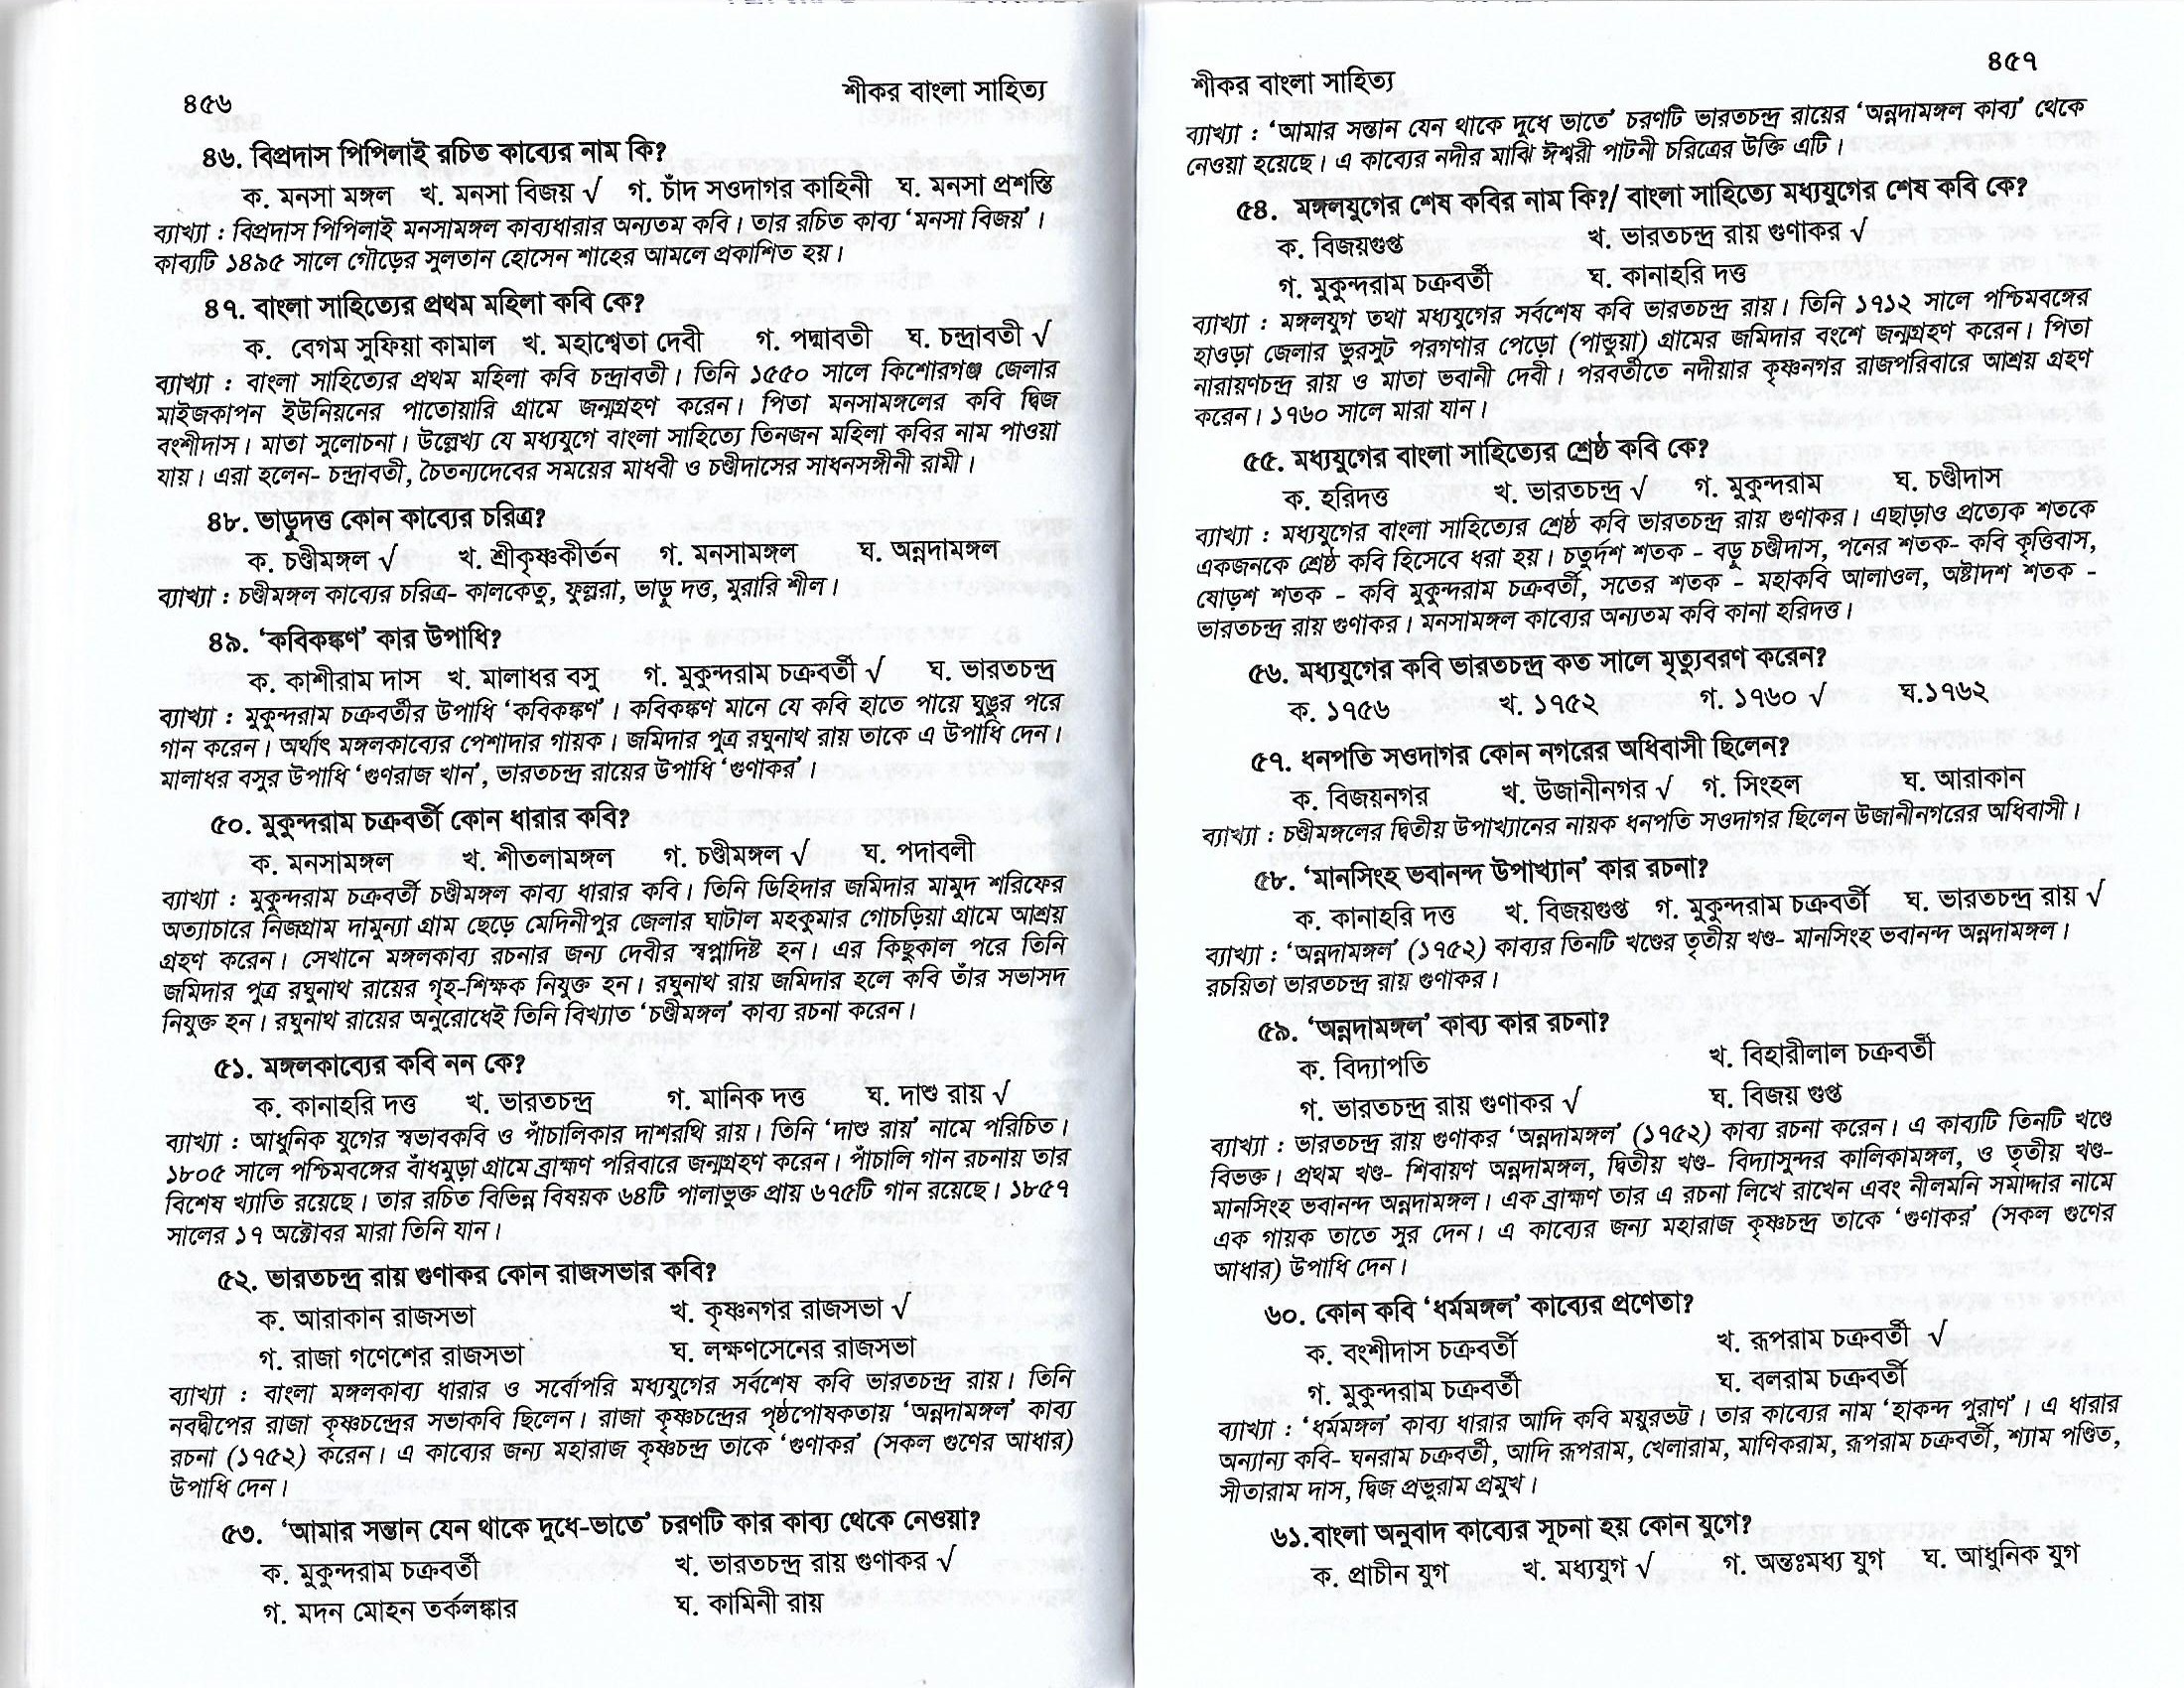 ৪৫৬
শীকর বাংলা সাহিত্য
৪৬. বিপ্রদাস পিপিলাই রচিত কাব্যের নাম কি?
ক. মনসা মঙ্গল খ. মনসা বিজয় √ গ. চাঁদ সওদাগর কাহিনী ঘ. মনসা প্রশস্তি
ব্যাখ্যা : বিপ্রদাস পিপিলাই মনসামঙ্গল কাব্যধারার অন্যতম কবি। তার রচিত কাব্য ‘মনসা বিজয়’।
কাব্যটি ১৪৯৫ সালে গৌড়ের সুলতান হোসেন শাহের আমলে প্রকাশিত হয়।
৪৭. বাংলা সাহিত্যের প্রথম মহিলা কবি কে?
ক. বেগম সুফিয়া কামাল খ. মহাশ্বেতা দেবী গ. পদ্মাবতী ঘ. চন্দ্রাবতী √
ব্যাখ্যা : বাংলা সাহিত্যের প্রথম মহিলা কবি চন্দ্রাবতী। তিনি ১৫৫০ সালে কিশোরগঞ্জ জেলার
মাইজকাপন ইউনিয়নের পাতোয়ারি গ্রামে জন্মগ্রহণ করেন। পিতা মনসামঙ্গলের কবি দ্বিজ
বংশীদাস। মাতা সুলোচনা। উল্লেখ্য যে মধ্যযুগে বাংলা সাহিত্যে তিনজন মহিলা কবির নাম পাওয়া
যায়। এরা হলেন- চন্দ্রাবতী, চৈতন্যদেবের সময়ের মাধবী ও চণ্ডীদাসের সাধনসঙ্গীনী রামী।
৪৮. ভাড়ুদত্ত কোন কাব্যের চরিত্র?
ক. চণ্ডীমঙ্গল √ খ. শ্রীকৃষ্ণকীর্তন গ. মনসামঙ্গল ঘ. অন্নদামঙ্গল
ব্যাখ্যা : চণ্ডীমঙ্গল কাব্যের চরিত্র- কালকেতু, ফুল্লরা, ভাড়ু দত্ত, মুরারি শীল।
৪৯. ‘কবিকঙ্কণ’ কার উপাধি?
ক. কাশীরাম দাস খ. মালাধর বসু গ. মুকুন্দরাম চক্রবর্তী √ ঘ. ভারতচন্দ্র
ব্যাখ্যা : মুকুন্দরাম চক্রবর্তীর উপাধি ‘কবিকঙ্কণ’। কবিকঙ্কণ মানে যে কবি হাতে পায়ে ঘুঙুর পরে
গান করেন। অর্থাৎ মঙ্গলকাব্যের পেশাদার গায়ক। জমিদার পুত্র রঘুনাথ রায় তাকে এ উপাধি দেন।
মালাধর বসুর উপাধি ‘গুণরাজ খান’, ভারতচন্দ্র রায়ের উপাধি ‘গুণাকর’।
৫০. মুকুন্দরাম চক্রবর্তী কোন ধারার কবি?
ক. মনসামঙ্গল খ. শীতলামঙ্গল গ. চণ্ডীমঙ্গল √ ঘ. পদাবলী
ব্যাখ্যা : মুকুন্দরাম চক্রবর্তী চণ্ডীমঙ্গল কাব্য ধারার কবি। তিনি ডিহিদার জমিদার মামুদ শরিফের
অত্যাচারে নিজগ্রাম দামুন্যা গ্রাম ছেড়ে মেদিনীপুর জেলার ঘাটাল মহকুমার গোচড়িয়া গ্রামে আশ্রয়
গ্রহণ করেন। সেখানে মঙ্গলকাব্য রচনার জন্য দেবীর স্বপ্নাদিষ্ট হন। এর কিছুকাল পরে তিনি
জমিদার পুত্র রঘুনাথ রায়ের গৃহ-শিক্ষক নিযুক্ত হন। রঘুনাথ রায় জমিদার হলে কবি তাঁর সভাসদ
নিযুক্ত হন। রঘুনাথ রায়ের অনুরোধেই তিনি বিখ্যাত ‘চণ্ডীমঙ্গল’ কাব্য রচনা করেন।
৫১. মঙ্গলকাব্যের কবি নন কে?
ক. কানাহরি দত্ত খ. ভারতচন্দ্র গ. মানিক দত্ত ঘ. দাশু রায় √
ব্যাখ্যা : আধুনিক যুগের স্বভাবকবি ও পাঁচালিকার দাশরথি রায়। তিনি ‘দাশু রায়’ নামে পরিচিত।
১৮০৫ সালে পশ্চিমবঙ্গের বাঁধমুড়া গ্রামে ব্রাহ্মণ পরিবারে জন্মগ্রহণ করেন। পাঁচালি গান রচনায় তার
বিশেষ খ্যাতি রয়েছে। তার রচিত বিভিন্ন বিষয়ক ৬৪টি পালাভুক্ত প্রায় ৬৭৫টি গান রয়েছে। ১৮৫৭
সালের ১৭ অক্টোবর মারা তিনি যান।
৫২. ভারতচন্দ্র রায় গুণাকর কোন রাজসভার কবি?
ক. আরাকান রাজসভা খ. কৃষ্ণনগর রাজসভা √
গ. রাজা গণেশের রাজসভা ঘ. লক্ষণসেনের রাজসভা
ব্যাখ্যা : বাংলা মঙ্গলকাব্য ধারার ও সর্বোপরি মধ্যযুগের সর্বশেষ কবি ভারতচন্দ্র রায়। তিনি
নবদ্বীপের রাজা কৃষ্ণচন্দ্রের সভাকবি ছিলেন। রাজা কৃষ্ণচন্দ্রের পৃষ্ঠপোষকতায় ‘অন্নদামঙ্গল’ কাব্য
রচনা (১৭৫২) করেন। এ কাব্যের জন্য মহারাজ কৃষ্ণচন্দ্র তাকে ‘গুণাকর’ (সকল গুণের আধার)
উপাধি দেন।
৫৩. ‘আমার সন্তান যেন থাকে দুধে-ভাতে’ চরণটি কার কাব্য থেকে নেওয়া?
ক. মুকুন্দরাম চক্রবর্তী খ. ভারতচন্দ্র রায় গুণাকর √
গ. মদন মোহন তর্কলঙ্কার ঘ. কামিনী রায়
শীকর বাংলা সাহিত্য
৪৫৭
ব্যাখ্যা : ‘আমার সন্তান যেন থাকে দুধে ভাতে’ চরণটি ভারতচন্দ্র রায়ের ‘অন্নদামঙ্গল কাব্য’ থেকে
নেওয়া হয়েছে। এ কাব্যের নদীর মাঝি ঈশ্বরী পাটনী চরিত্রের উক্তি এটি।
৫৪. মঙ্গলযুগের শেষ কবির নাম কি?/ বাংলা সাহিত্যে মধ্যযুগের শেষ কবি কে?
ক. বিজয়গুপ্ত খ. ভারতচন্দ্র রায় গুণাকর √
গ. মুকুন্দরাম চক্রবর্তী ঘ. কানাহরি দত্ত
ব্যাখ্যা : মঙ্গলযুগ তথা মধ্যযুগের সর্বশেষ কবি ভারতচন্দ্র রায়। তিনি ১৭১২ সালে পশ্চিমবঙ্গের
হাওড়া জেলার ভুরসুট পরগণার পেড়ো (পান্ডুয়া) গ্রামের জমিদার বংশে জন্মগ্রহণ করেন। পিতা
নারায়ণচন্দ্র রায় ও মাতা ভবানী দেবী। পরবর্তীতে নদীয়ার কৃষ্ণনগর রাজপরিবারে আশ্রয় গ্রহণ
করেন। ১৭৬০ সালে মারা যান।
৫৫. মধ্যযুগের বাংলা সাহিত্যের শ্রেষ্ঠ কবি কে?
ক. হরিদত্ত খ. ভারতচন্দ্র √ গ. মুকুন্দরাম ঘ. চণ্ডীদাস
ব্যাখ্যা : মধ্যযুগের বাংলা সাহিত্যের শ্রেষ্ঠ কবি ভারতচন্দ্র রায় গুণাকর। এছাড়াও প্রত্যেক শতকে
একজনকে শ্রেষ্ঠ কবি হিসেবে ধরা হয়। চতুর্দশ শতক - বড়ু চণ্ডীদাস, পনের শতক- কবি কৃত্তিবাস,
ষোড়শ শতক - কবি মুকুন্দরাম চক্রবর্তী, সতের শতক - মহাকবি আলাওল, অষ্টাদশ শতক -
ভারতচন্দ্র রায় গুণাকর। মনসামঙ্গল কাব্যের অন্যতম কবি কানা হরিদত্ত।
৫৬. মধ্যযুগের কবি ভারতচন্দ্র কত সালে মৃত্যুবরণ করেন?
ক. ১৭৫৬ খ. ১৭৫২ গ. ১৭৬০ √ ঘ.১৭৬২
৫৭. ধনপতি সওদাগর কোন নগরের অধিবাসী ছিলেন?
ক. বিজয়নগর খ. উজানীনগর √ গ. সিংহল ঘ. আরাকান
ব্যাখ্যা : চণ্ডীমঙ্গলের দ্বিতীয় উপাখ্যানের নায়ক ধনপতি সওদাগর ছিলেন উজানীনগরের অধিবাসী।
৫৮. ‘মানসিংহ ভবানন্দ উপাখ্যান’ কার রচনা?
ক. কানাহরি দত্ত খ. বিজয়গুপ্ত গ. মুকুন্দরাম চক্রবর্তী ঘ. ভারতচন্দ্র রায় √
ব্যাখ্যা : ‘অন্নদামঙ্গল’ (১৭৫২) কাব্যর তিনটি খণ্ডের তৃতীয় খণ্ড- মানসিংহ ভবানন্দ অন্নদামঙ্গল।
রচয়িতা ভারতচন্দ্র রায় গুণাকর।
৫৯. ‘অন্নদামঙ্গল’ কাব্য কার রচনা?
ক. বিদ্যাপতি খ. বিহারীলাল চক্রবর্তী
গ. ভারতচন্দ্র রায় গুণাকর √ ঘ. বিজয় গুপ্ত
ব্যাখ্যা : ভারতচন্দ্র রায় গুণাকর ‘অন্নদামঙ্গল’ (১৭৫২) কাব্য রচনা করেন। এ কাব্যটি তিনটি খণ্ডে
বিভক্ত। প্রথম খণ্ড- শিবায়ণ অন্নদামঙ্গল, দ্বিতীয় খণ্ড- বিদ্যাসুন্দর কালিকামঙ্গল, ও তৃতীয় খণ্ড-
মানসিংহ ভবানন্দ অন্নদামঙ্গল। এক ব্রাহ্মণ তার এ রচনা লিখে রাখেন এবং নীলমনি সমাদ্দার নামে
এক গায়ক তাতে সুর দেন। এ কাব্যের জন্য মহারাজ কৃষ্ণচন্দ্র তাকে ‘গুণাকর’ (সকল গুণের
আধার) উপাধি দেন।
৬০. কোন কবি ‘ধর্মমঙ্গল’ কাব্যের প্রণেতা?
ক. বংশীদাস চক্রবর্তী খ. রূপরাম চক্রবর্তী √
গ. মুকুন্দরাম চক্রবর্তী ঘ. বলরাম চক্রবর্তী
ব্যাখ্যা : ‘ধর্মমঙ্গল’ কাব্য ধারার আদি কবি ময়ুরভট্ট। তার কাব্যের নাম ‘হাকন্দ পুরাণ’। এ ধারার
অন্যান্য কবি- ঘনরাম চক্রবর্তী, আদি রূপরাম, খেলারাম, মাণিকরাম, রূপরাম চক্রবর্তী, শ্যাম পণ্ডিত,
সীতারাম দাস, দ্বিজ প্রভুরাম প্রমুখ।
৬১.বাংলা অনুবাদ কাব্যের সূচনা হয় কোন যুগে?
ক. প্রাচীন যুগ খ. মধ্যযুগ √ গ. অন্তঃমধ্য যুগ ঘ. আধুনিক যুগ